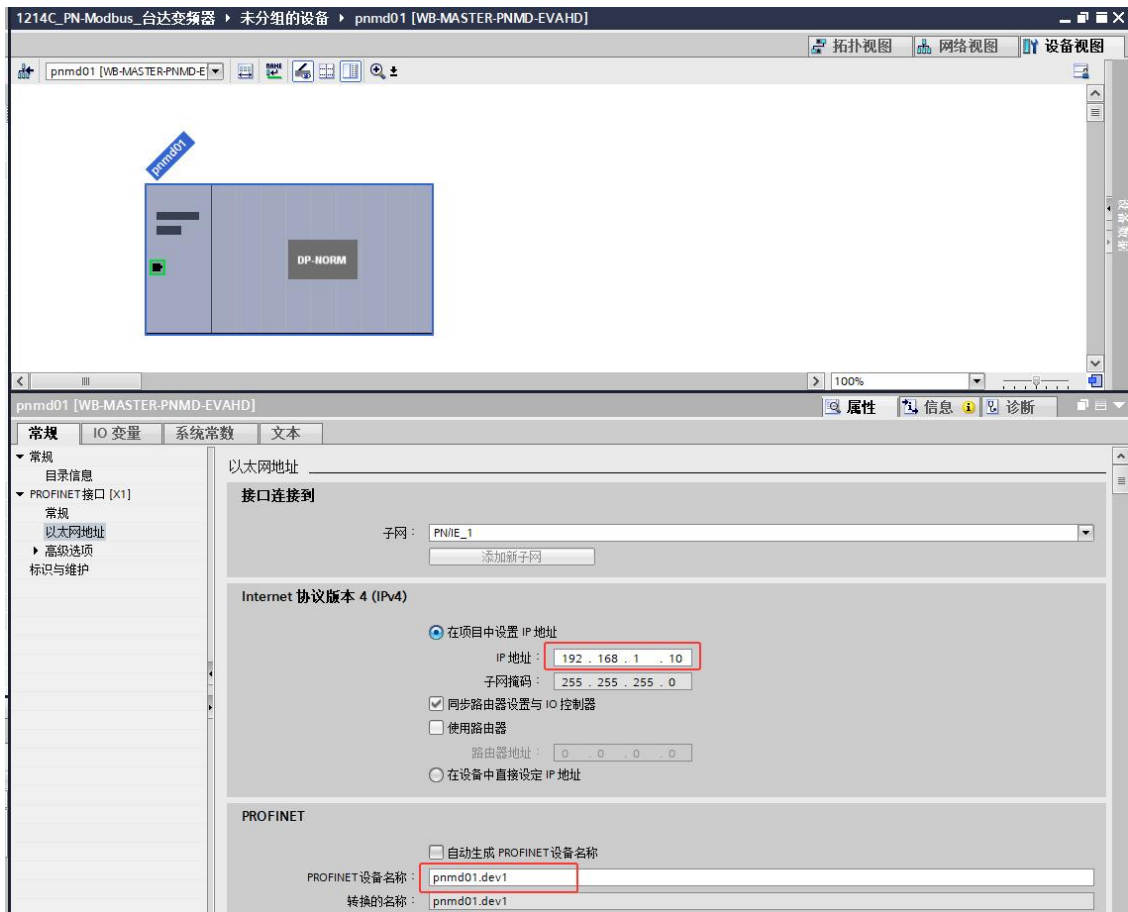 1214C_PN-Modbus_台达变频器 ▸ 未分组的设备 ▸ pnmd01 [WB-MASTER-PNMD-EVAHD]
拓扑视图 网络视图 设备视图
pnmd01 [WB-MASTER-PNMD-E
pnmd01
DP-NORM
设备数据
100%
pnmd01 [WB-MASTER-PNMD-EVAHD]
属性 信息 诊断
常规 IO 变量 系统常数 文本
常规
目录信息
PROFINET接口 [X1]
常规
以太网地址
高级选项
标识与维护
以太网地址
接口连接到
子网： PN/IE_1
添加新子网
Internet 协议版本 4 (IPv4)
在项目中设置 IP 地址
IP 地址： 192 . 168 . 1 . 10
子网掩码： 255 . 255 . 255 . 0
同步路由器设置与 IO 控制器
使用路由器
路由器地址： 0 . 0 . 0 . 0
在设备中直接设定 IP 地址
PROFINET
自动生成 PROFINET设备名称
PROFINET设备名称： pnmd01.dev1
转换的名称： pnmd01.dev1